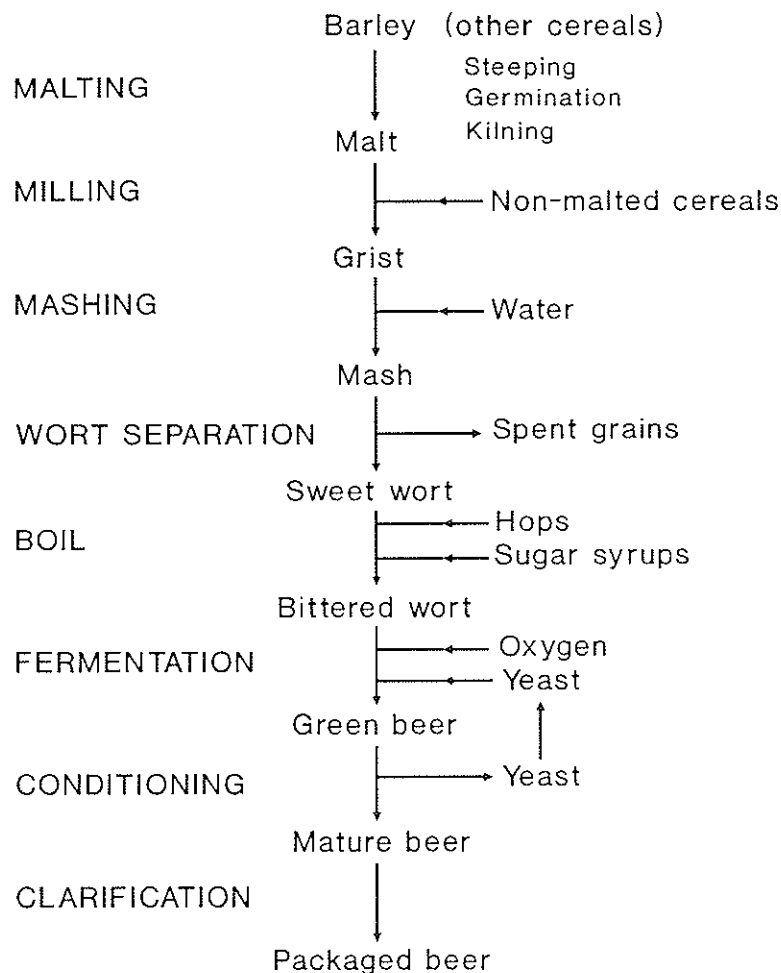 Barley (other cereals)
Steeping
MALTING
Germination
Kilning
Malt
MILLING
Non-malted cereals
Grist
MASHING
Water
Mash
WORT SEPARATION
Spent grains
Sweet wort
Hops
BOIL
Sugar syrups
Bittered wort
Oxygen
FERMENTATION
Yeast
Green beer
CONDITIONING
Yeast
Mature beer
CLARIFICATION
Packaged beer